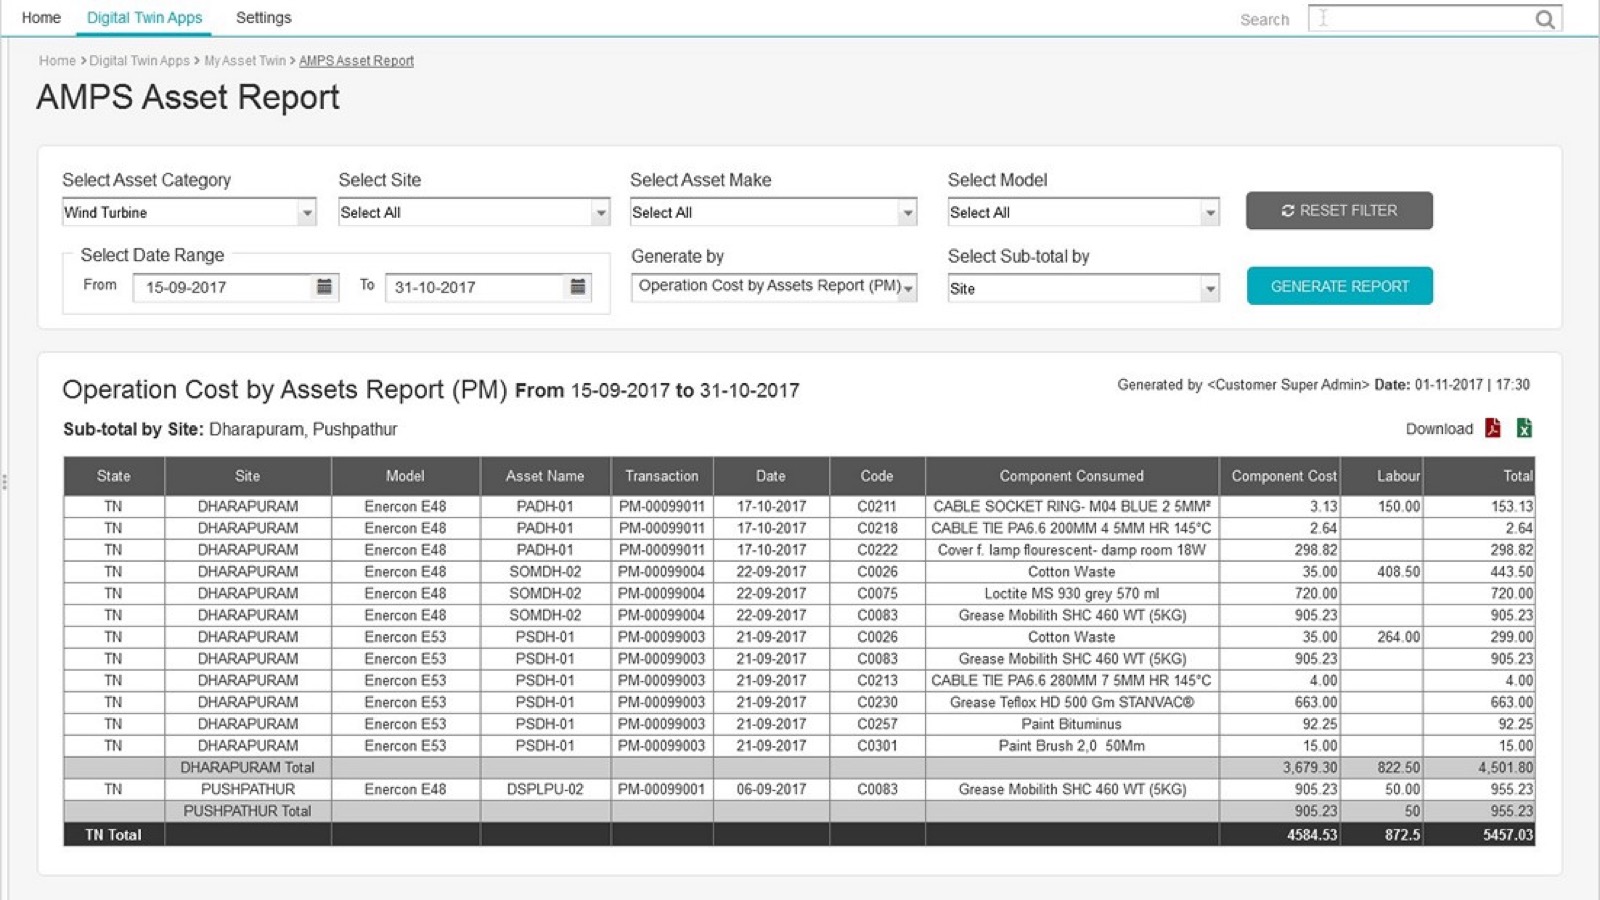 Home Digital Twin Apps Settings Search
Home > Digital Twin Apps > My Asset Twin > AMPS Asset Report
AMPS Asset Report
Select Asset Category Select Site Select Asset Make Select Model
Wind Turbine Select All Select All Select All RESET FILTER
Select Date Range Generate by Select Sub-total by
From 15-09-2017 To 31-10-2017 Operation Cost by Assets Report (PM) Site GENERATE REPORT
Operation Cost by Assets Report (PM) From 15-09-2017 to 31-10-2017 Generated by <Customer Super Admin> Date: 01-11-2017 | 17:30
Sub-total by Site: Dharapuram, Pushpathur Download
State Site Model Asset Name Transaction Date Code Component Consumed Component Cost Labour Total
TN DHARAPURAM Enercon E48 PADH-01 PM-00099011 17-10-2017 C0211 CABLE SOCKET RING- M04 BLUE 2 5MM² 3.13 150.00 153.13
TN DHARAPURAM Enercon E48 PADH-01 PM-00099011 17-10-2017 C0218 CABLE TIE PA6.6 200MM 4 5MM HR 145°C 2.64 2.64
TN DHARAPURAM Enercon E48 PADH-01 PM-00099011 17-10-2017 C0222 Cover f. lamp flourescent- damp room 18W 298.82 298.82
TN DHARAPURAM Enercon E48 SOMDH-02 PM-00099004 22-09-2017 C0026 Cotton Waste 35.00 408.50 443.50
TN DHARAPURAM Enercon E48 SOMDH-02 PM-00099004 22-09-2017 C0075 Loctite MS 930 grey 570 ml 720.00 720.00
TN DHARAPURAM Enercon E48 SOMDH-02 PM-00099004 22-09-2017 C0083 Grease Mobilith SHC 460 WT (5KG) 905.23 905.23
TN DHARAPURAM Enercon E53 PSDH-01 PM-00099003 21-09-2017 C0026 Cotton Waste 35.00 264.00 299.00
TN DHARAPURAM Enercon E53 PSDH-01 PM-00099003 21-09-2017 C0083 Grease Mobilith SHC 460 WT (5KG) 905.23 905.23
TN DHARAPURAM Enercon E53 PSDH-01 PM-00099003 21-09-2017 C0213 CABLE TIE PA6.6 280MM 7 5MM HR 145°C 4.00 4.00
TN DHARAPURAM Enercon E53 PSDH-01 PM-00099003 21-09-2017 C0230 Grease Teflox HD 500 Gm STANVAC® 663.00 663.00
TN DHARAPURAM Enercon E53 PSDH-01 PM-00099003 21-09-2017 C0257 Paint Bituminus 92.25 92.25
TN DHARAPURAM Enercon E53 PSDH-01 PM-00099003 21-09-2017 C0301 Paint Brush 2,0 50Mm 15.00 15.00
DHARAPURAM Total 3,679.30 822.50 4,501.80
TN PUSHPATHUR Enercon E48 DSPLPU-02 PM-00099001 06-09-2017 C0083 Grease Mobilith SHC 460 WT (5KG) 905.23 50.00 955.23
PUSHPATHUR Total 905.23 50 955.23
TN Total 4584.53 872.5 5457.03